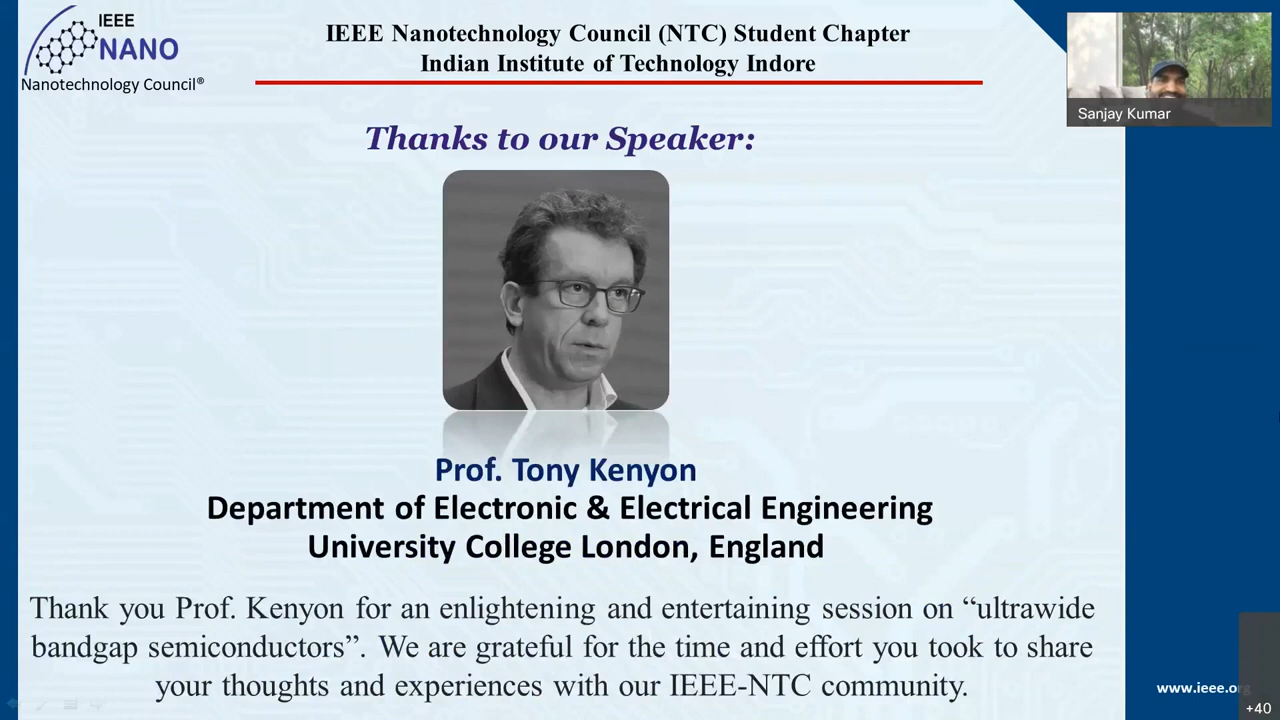 IEEE
NANO
Nanotechnology Council®
IEEE Nanotechnology Council (NTC) Student Chapter
Indian Institute of Technology Indore
Sanjay Kumar
Thanks to our Speaker:
Prof. Tony Kenyon
Department of Electronic & Electrical Engineering
University College London, England
Thank you Prof. Kenyon for an enlightening and entertaining session on “ultrawide
bandgap semiconductors”. We are grateful for the time and effort you took to share
your thoughts and experiences with our IEEE-NTC community.
www.ieee.org
+40